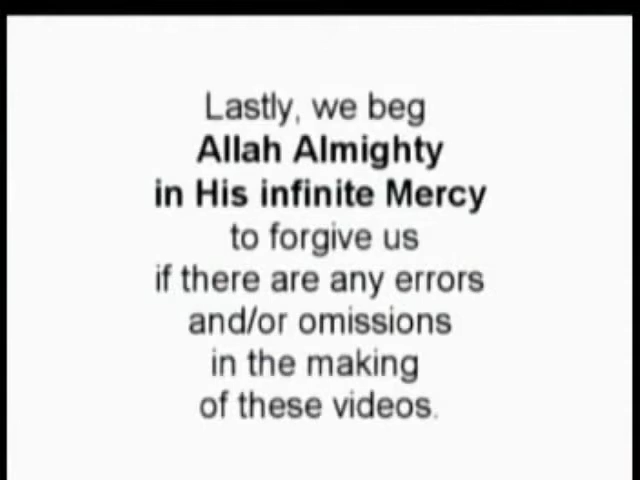 Lastly, we beg
Allah Almighty
in His infinite Mercy
to forgive us
if there are any errors
and/or omissions
in the making
of these videos.